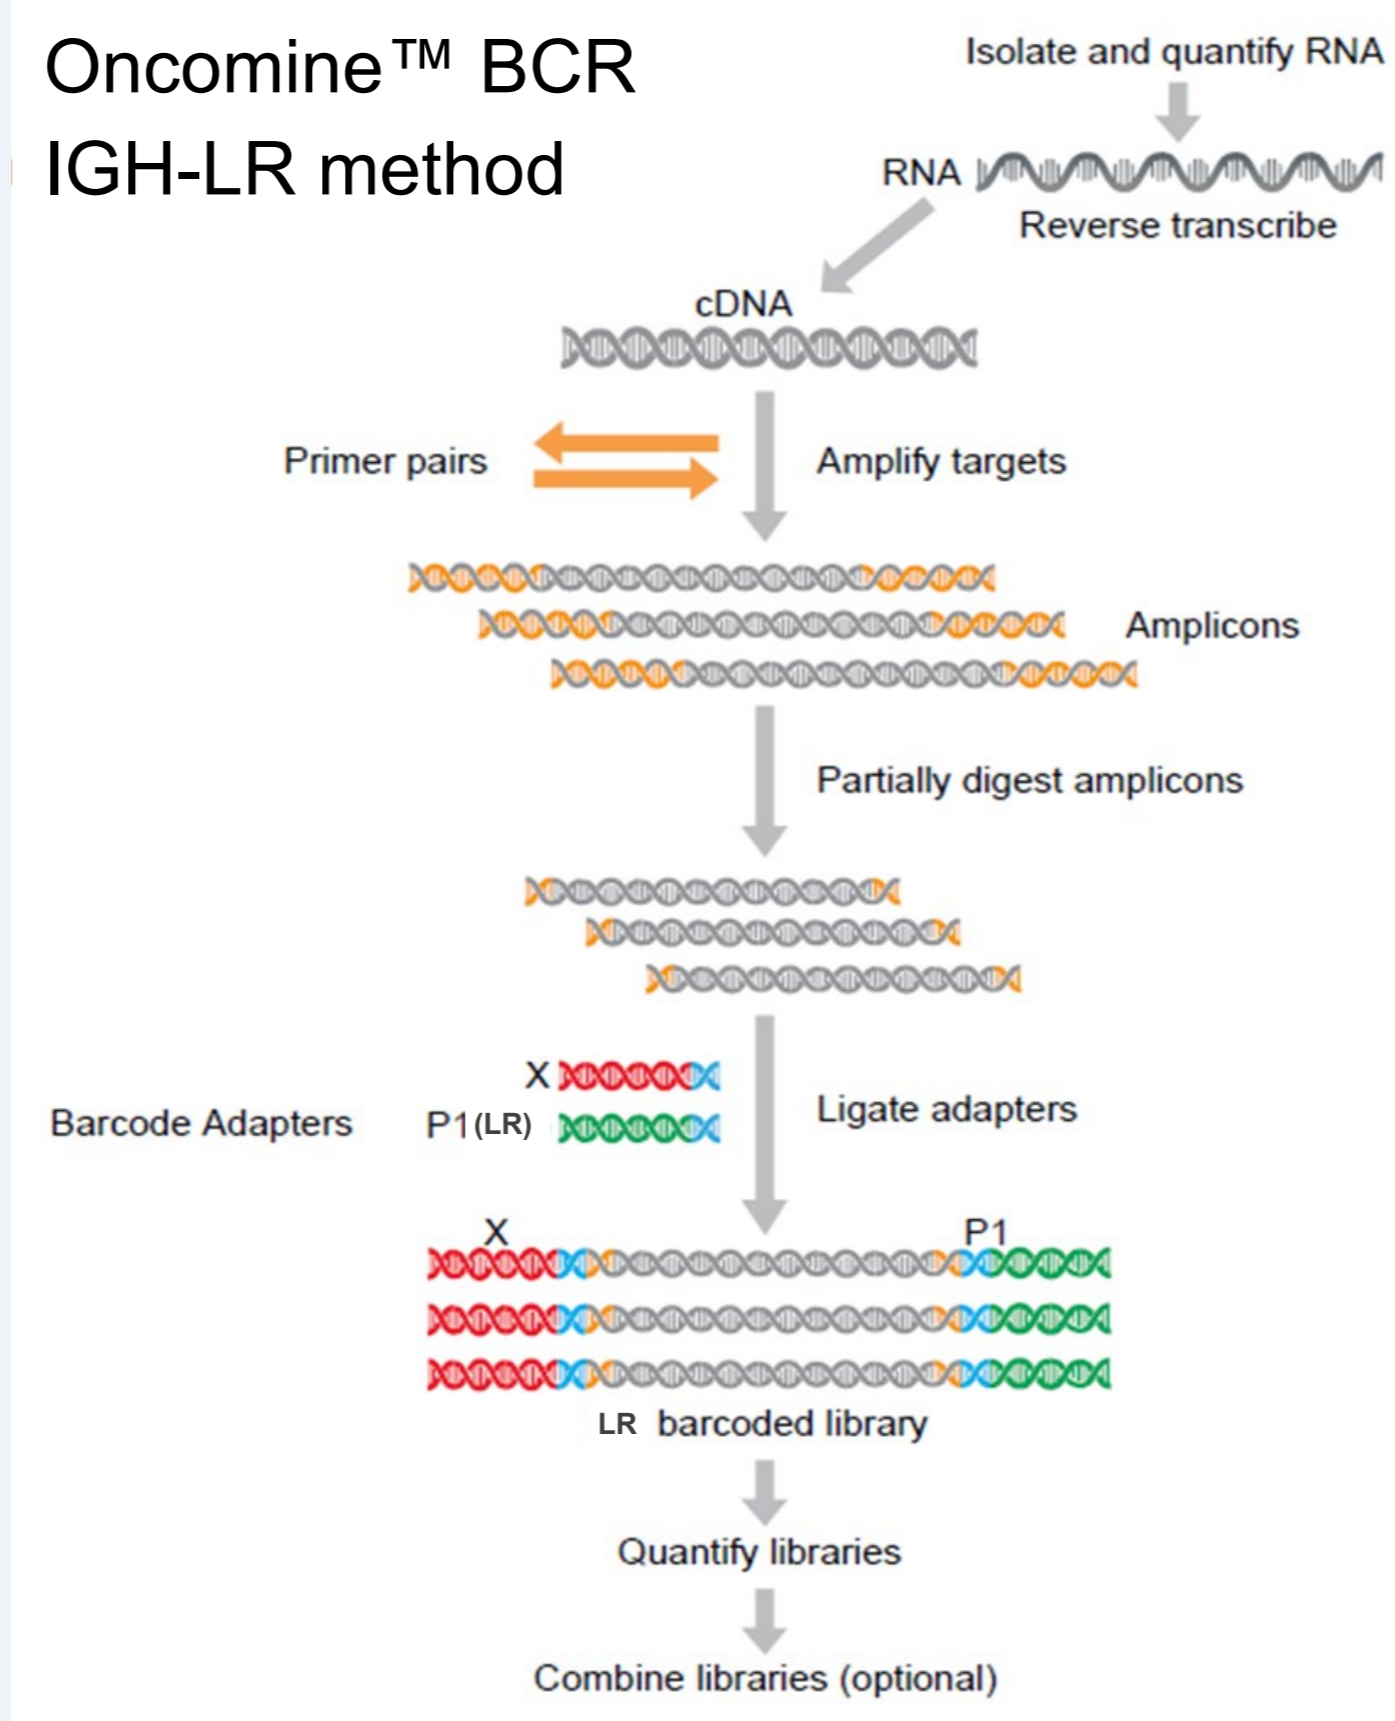 Oncomine™ BCR
IGH-LR method
Isolate and quantify RNA
RNA
Reverse transcribe
cDNA
Primer pairs
Amplify targets
Amplicons
Partially digest amplicons
X
Barcode Adapters
P1(LR)
Ligate adapters
X
P1
LR barcoded library
Quantify libraries
Combine libraries (optional)